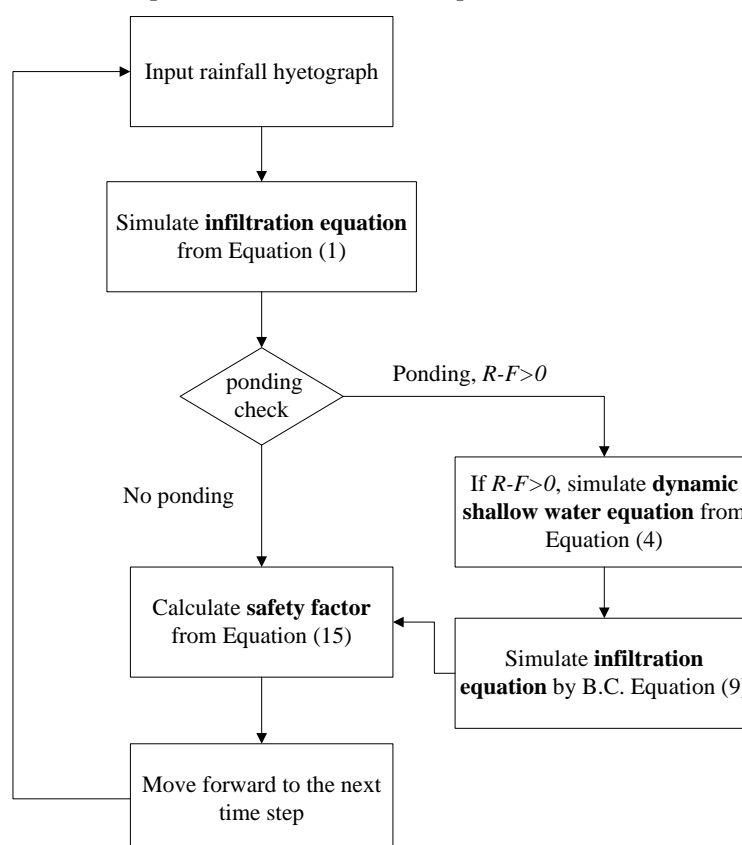 Input rainfall hyetograph
Simulate infiltration equation
from Equation (1)
ponding
check
Ponding, R-F>0
No ponding
If R-F>0, simulate dynamic
shallow water equation from
Equation (4)
Simulate infiltration
equation by B.C. Equation (9)
Calculate safety factor
from Equation (15)
Move forward to the next
time step